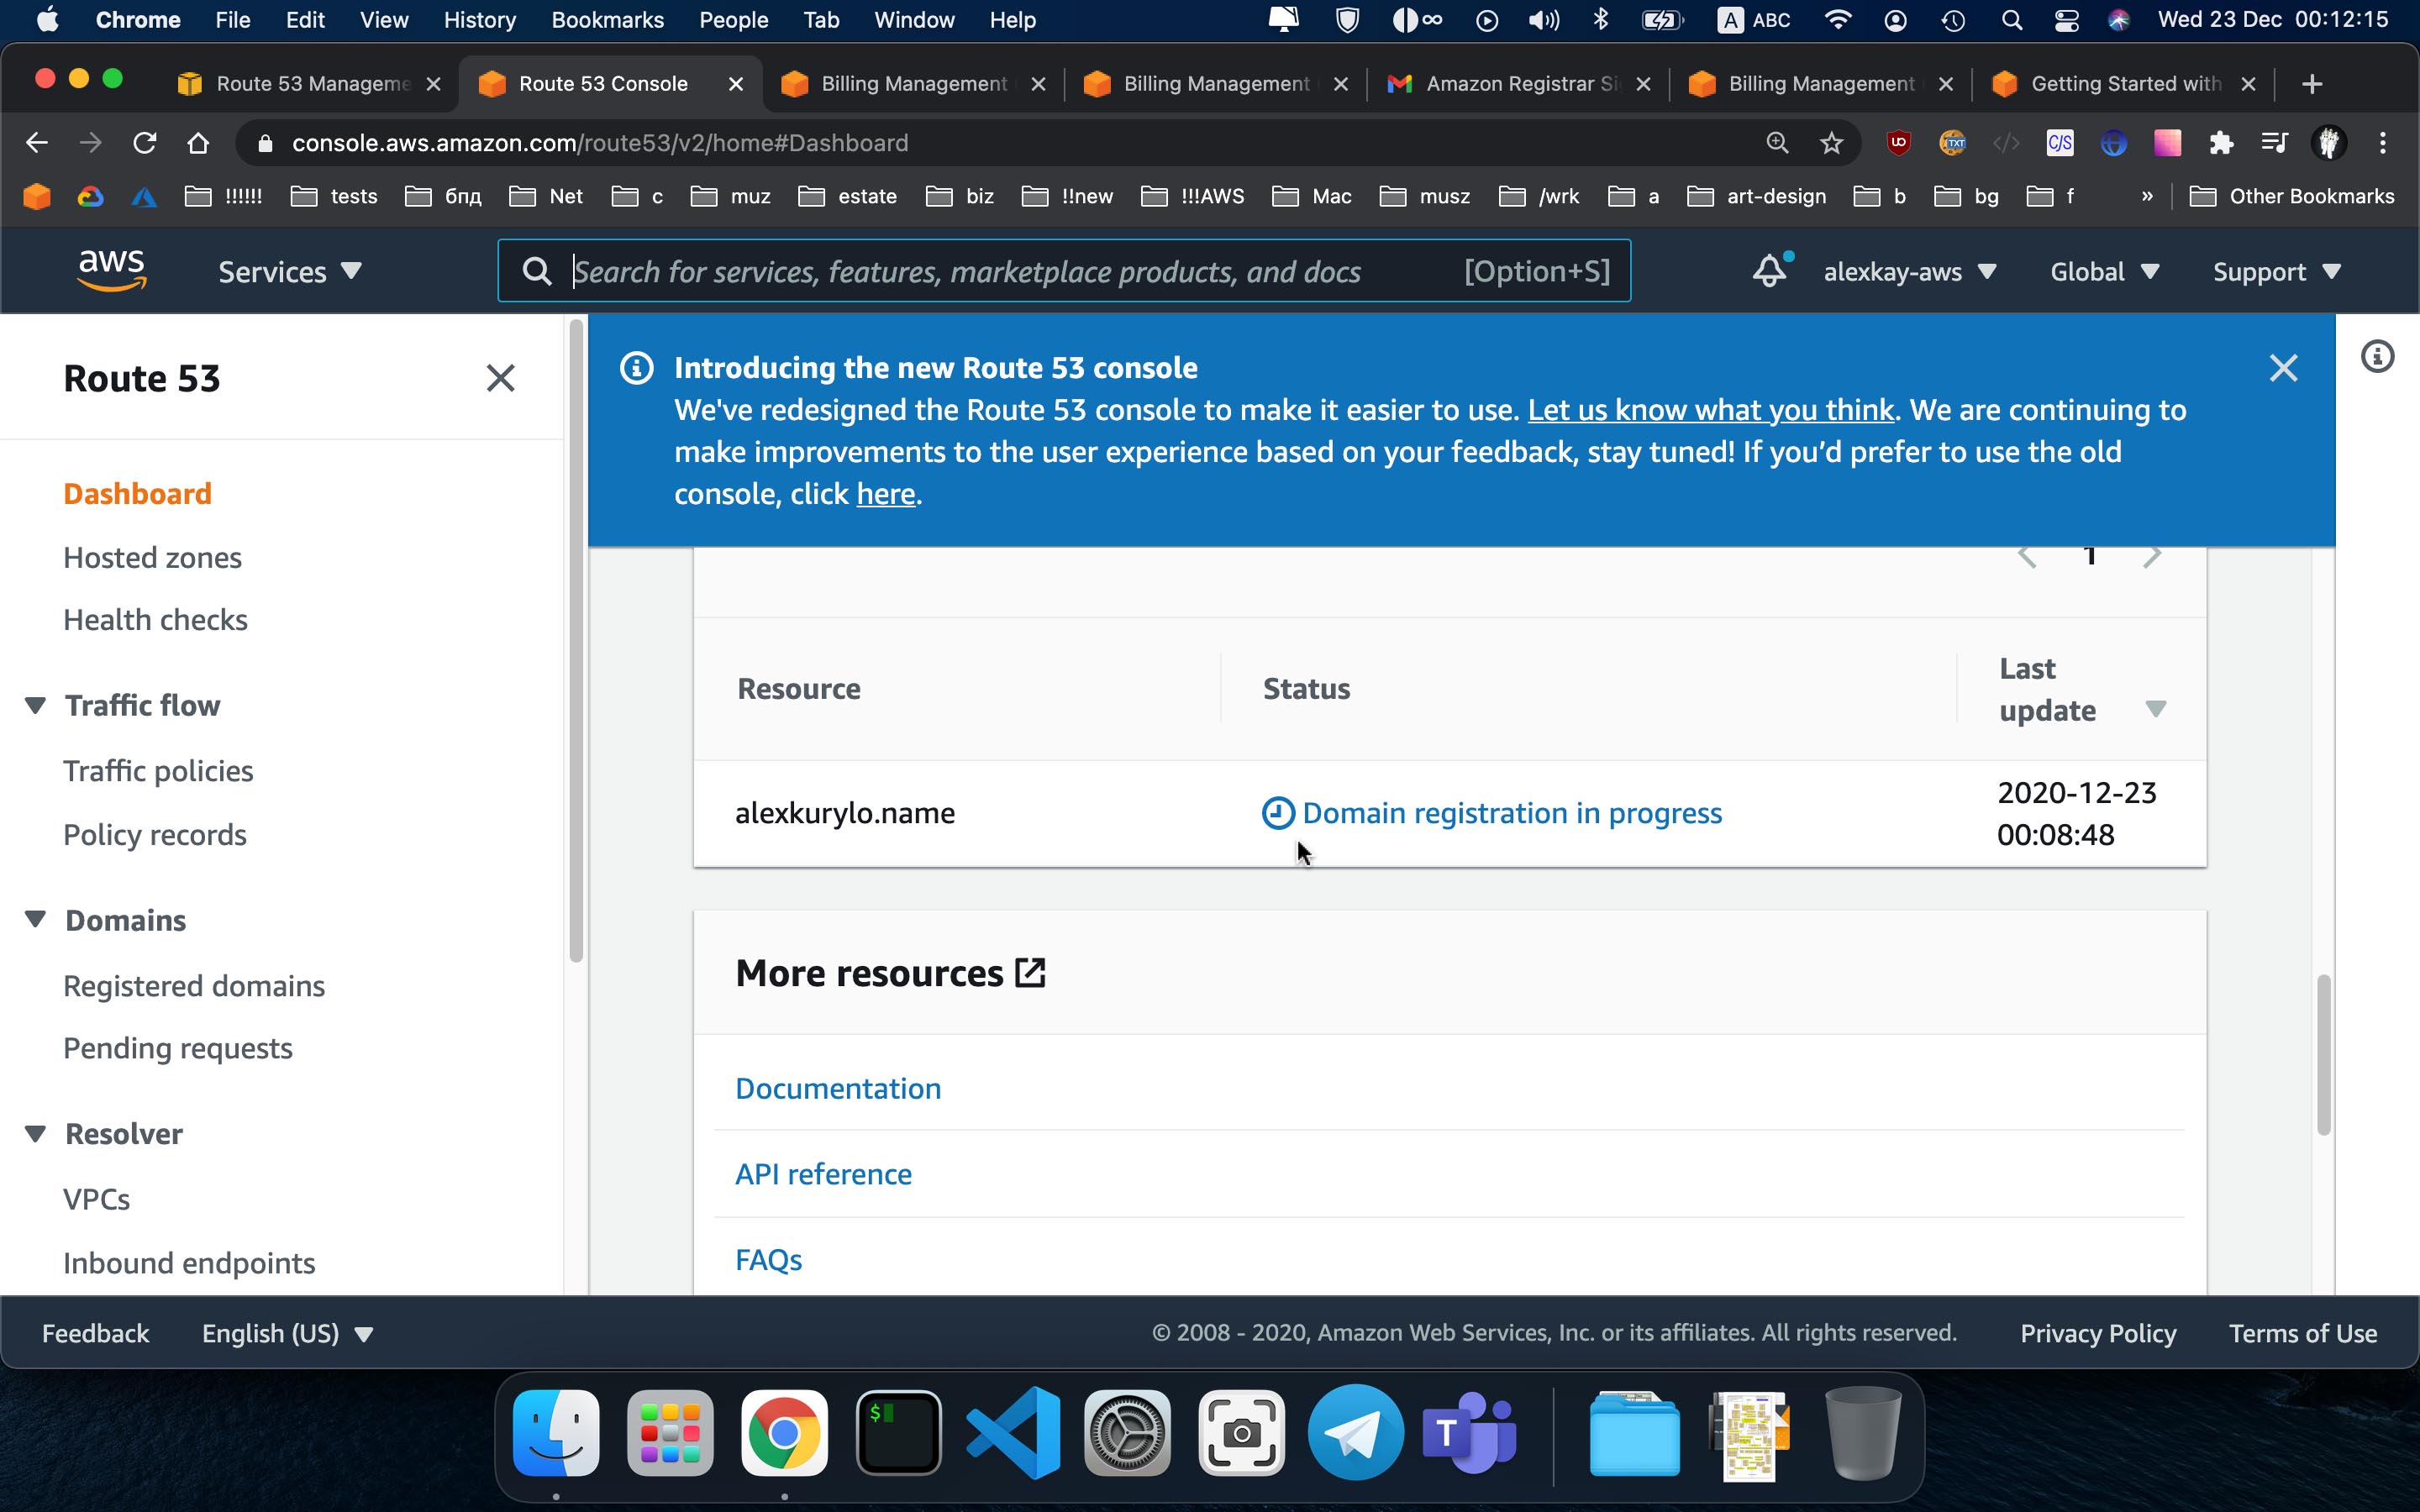 Chrome File Edit View History Bookmarks People Tab Window Help A ABC Wed 23 Dec 00:12:15
Route 53 Manageme Route 53 Console Billing Management Billing Management Amazon Registrar Si Billing Management Getting Started with
console.aws.amazon.com/route53/v2/home#Dashboard
!!!!!! tests бпд Net c muz estate biz !!new !!!AWS Mac musz /wrk a art-design b bg f » Other Bookmarks
aws Services Search for services, features, marketplace products, and docs [Option+S] alexkay-aws Global Support
Route 53
Dashboard
Hosted zones
Health checks
Traffic flow
Traffic policies
Policy records
Domains
Registered domains
Pending requests
Resolver
VPCs
Inbound endpoints
Introducing the new Route 53 console
We've redesigned the Route 53 console to make it easier to use. Let us know what you think. We are continuing to
make improvements to the user experience based on your feedback, stay tuned! If you’d prefer to use the old
console, click here.
1
Resource Status Last
update
alexkurylo.name Domain registration in progress 2020-12-23
00:08:48
More resources
Documentation
API reference
FAQs
Feedback English (US) © 2008 - 2020, Amazon Web Services, Inc. or its affiliates. All rights reserved. Privacy Policy Terms of Use